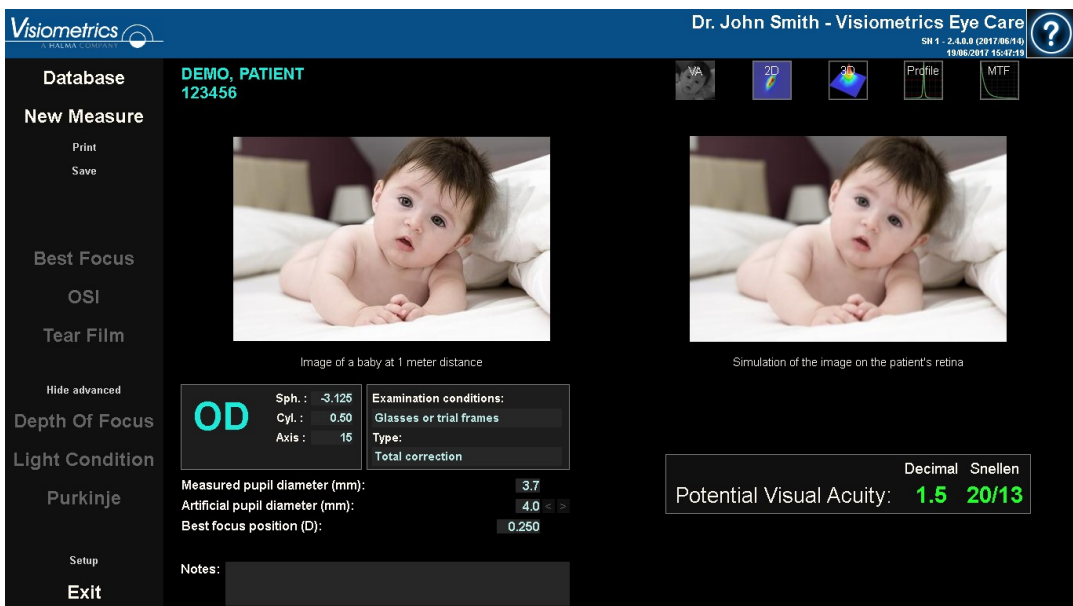 Visiometrics
A HALMA COMPANY
Dr. John Smith - Visiometrics Eye Care
SN 1 - 2.4.0.0 (2017/06/14)
19/06/2017 15:47:19
?
Database
New Measure
Print
Save
Best Focus
OSI
Tear Film
Hide advanced
Depth Of Focus
Light Condition
Purkinje
Setup
Exit
DEMO, PATIENT
123456
VA
2D
3D
Profile
MTF
Image of a baby at 1 meter distance
Simulation of the image on the patient's retina
OD
Sph. : -3.125
Cyl. : 0.50
Axis : 15
Examination conditions:
Glasses or trial frames
Type:
Total correction
Measured pupil diameter (mm): 3.7
Artificial pupil diameter (mm): 4.0 < >
Best focus position (D): 0.250
Notes:
Decimal Snellen
Potential Visual Acuity: 1.5 20/13